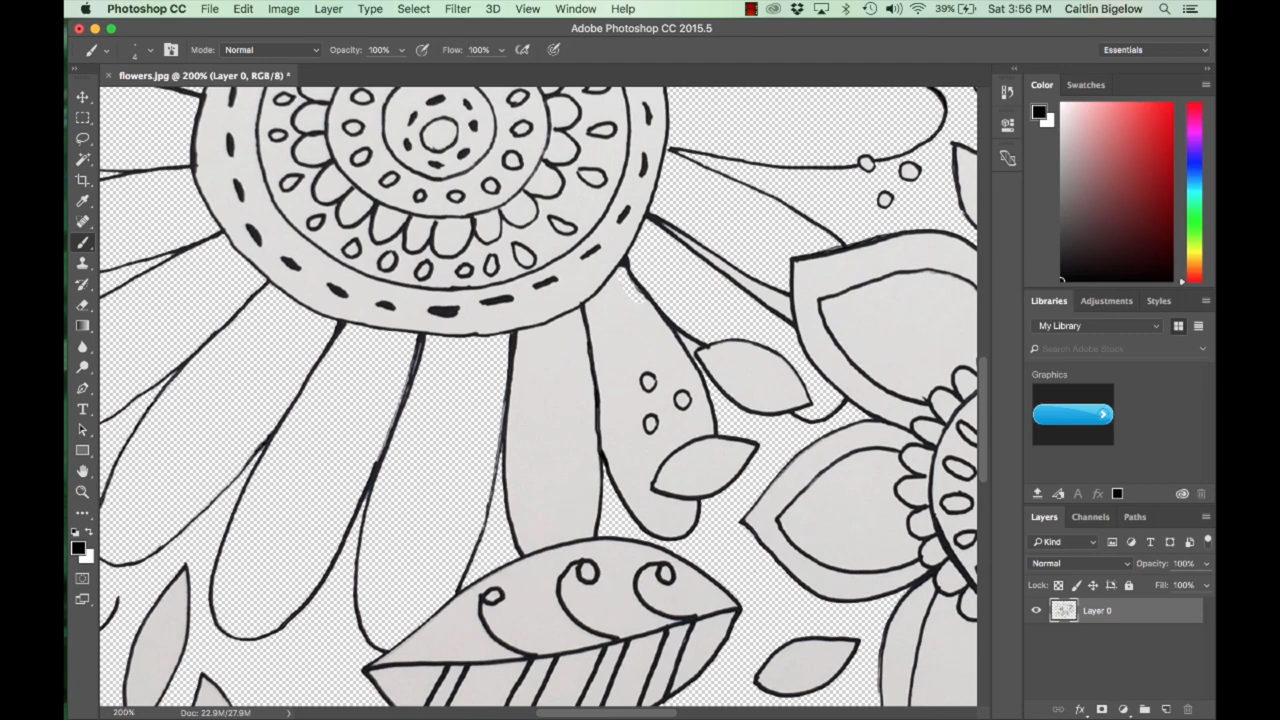 Photoshop CC File Edit Image Layer Type Select Filter 3D View Window Help 39% Sat 3:56 PM Caitlin Bigelow
Adobe Photoshop CC 2015.5
Mode: Normal Opacity: 100% Flow: 100% Essentials
flowers.jpg @ 200% (Layer 0, RGB/8) *
Color Swatches
Libraries Adjustments Styles
My Library
Search Adobe Stock
Graphics
Layers Channels Paths
Kind
Normal Opacity: 100%
Lock: Fill: 100%
Layer 0
200% Doc: 22.9M/27.9M